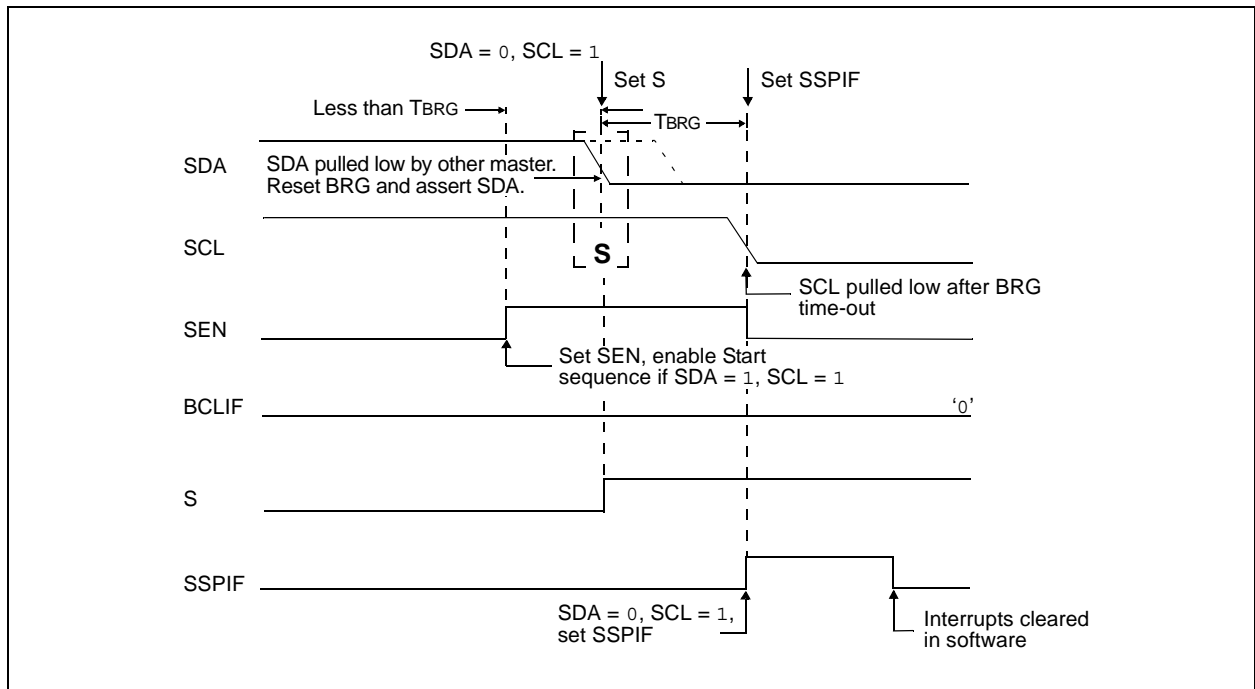 SDA = 0, SCL = 1
Set S
Set SSPIF
Less than TBRG
TBRG
SDA
SDA pulled low by other master.
Reset BRG and assert SDA.
SCL
S
SCL pulled low after BRG
time-out
SEN
Set SEN, enable Start
sequence if SDA = 1, SCL = 1
BCLIF
‘0’
S
SSPIF
SDA = 0, SCL = 1,
set SSPIF
Interrupts cleared
in software